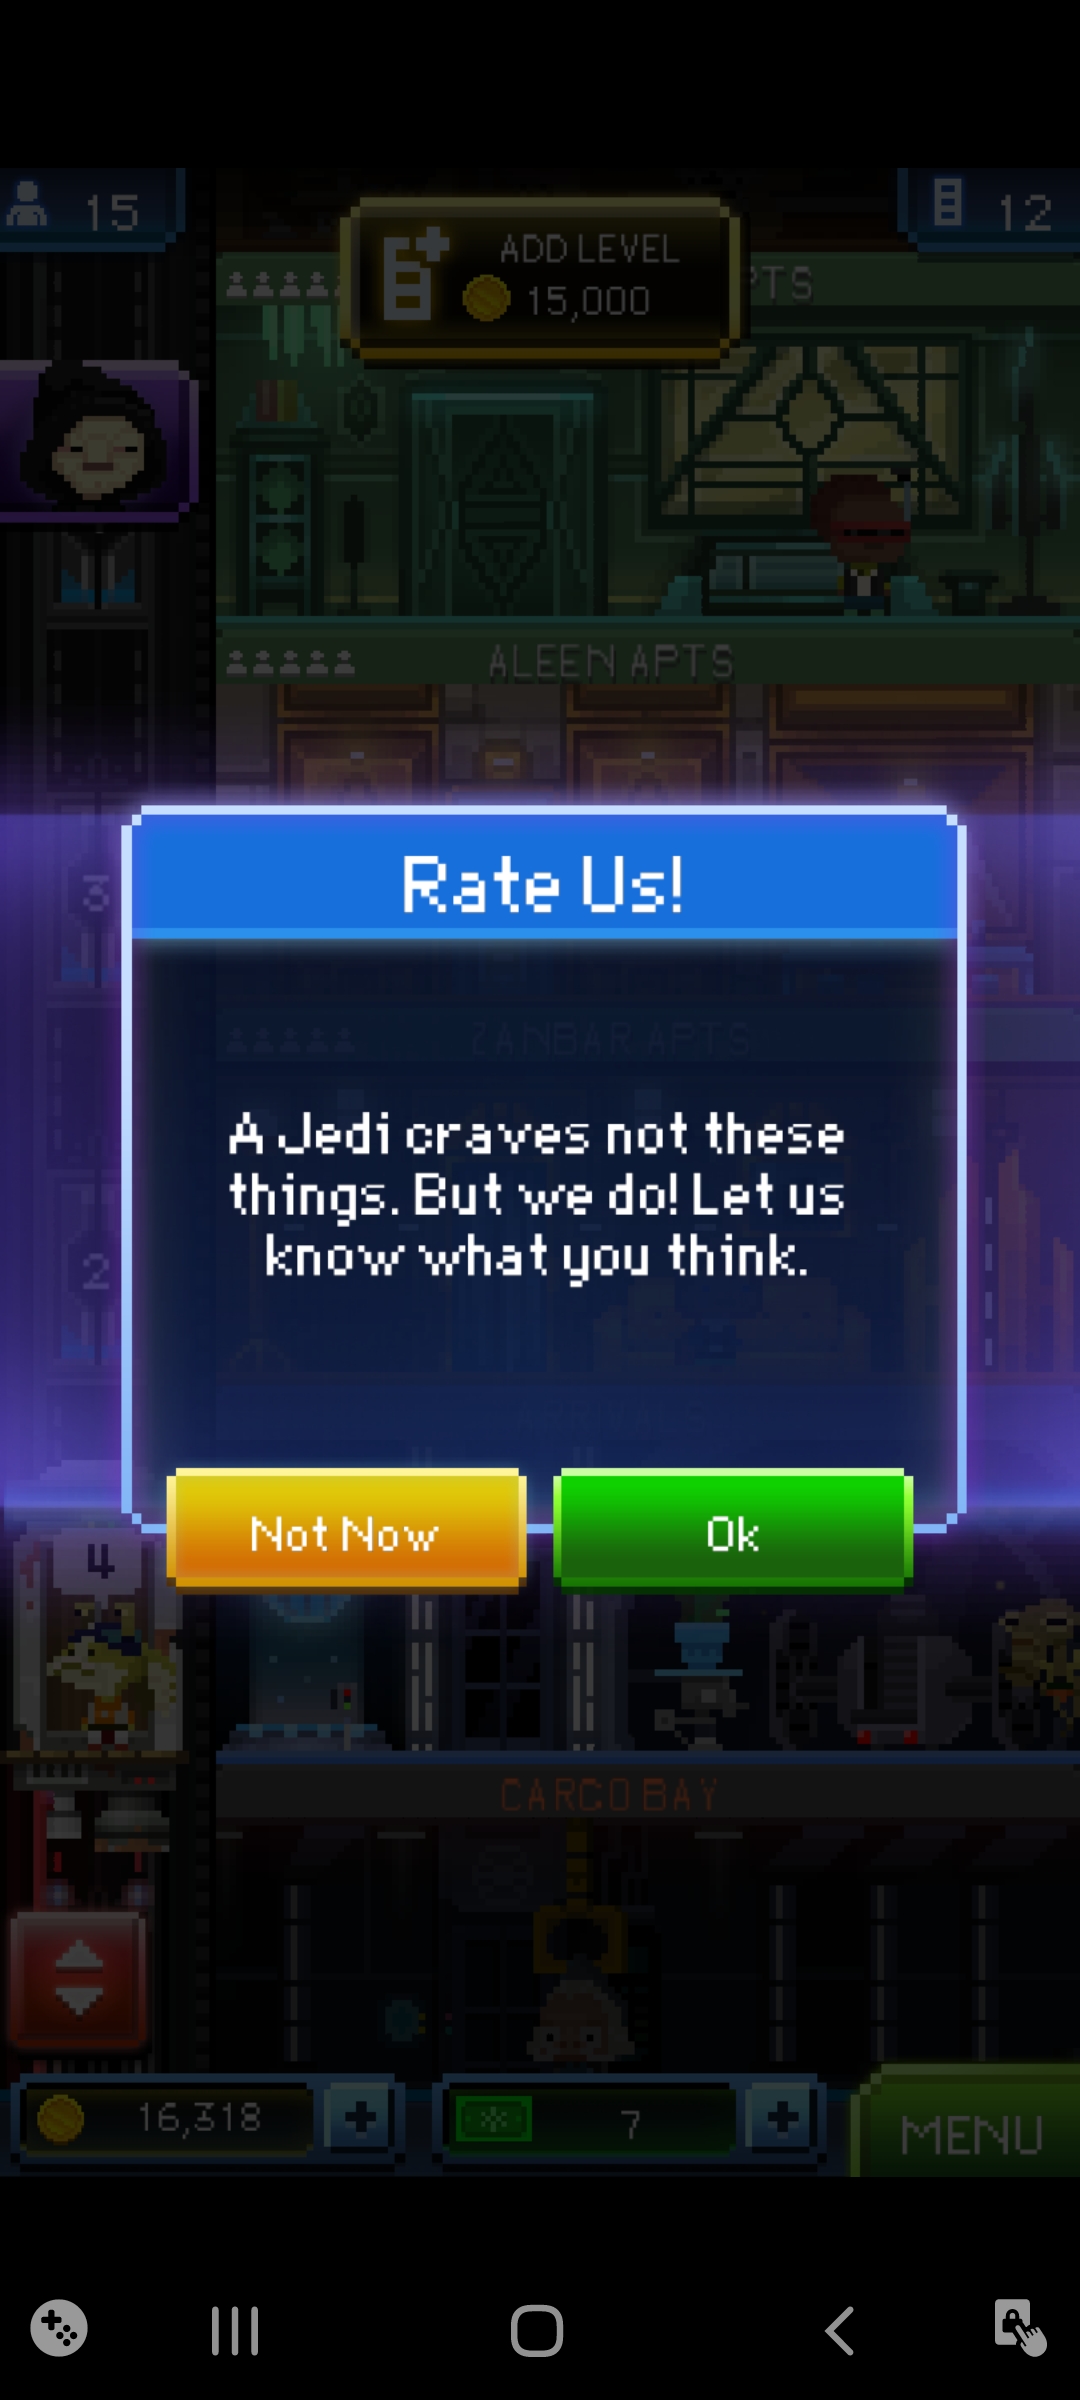 15
12
ADD LEVEL
15,000
PTS
ALEEN APTS
Rate Us!
3
ZANBAR APTS
A Jedi craves not these
things. But we do! Let us
know what you think.
2
ARRIVALS
Not Now
Ok
4
CARGO BAY
16,318
7
MENU